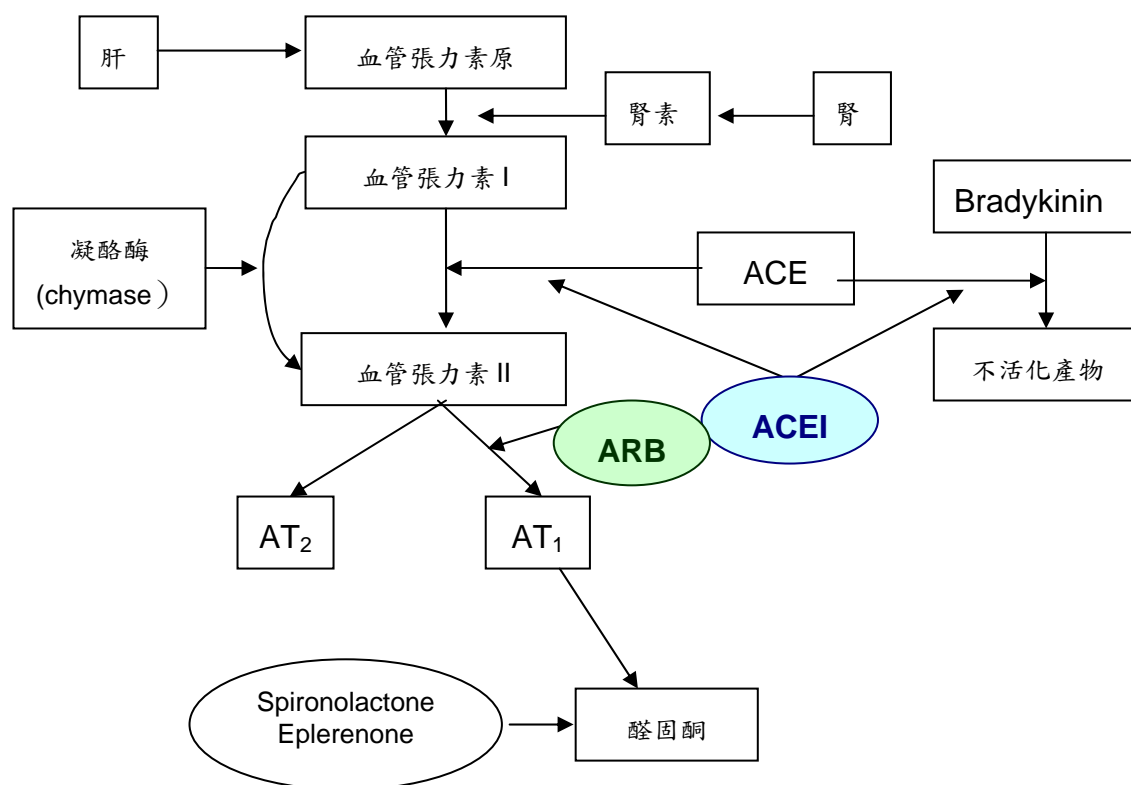 肝
血管張力素原
腎素
腎
血管張力素 I
Bradykinin
凝酪酶
(chymase）
ACE
血管張力素 II
不活化產物
ARB
ACEI
AT₂
AT₁
Spironolactone
Eplerenone
醛固酮